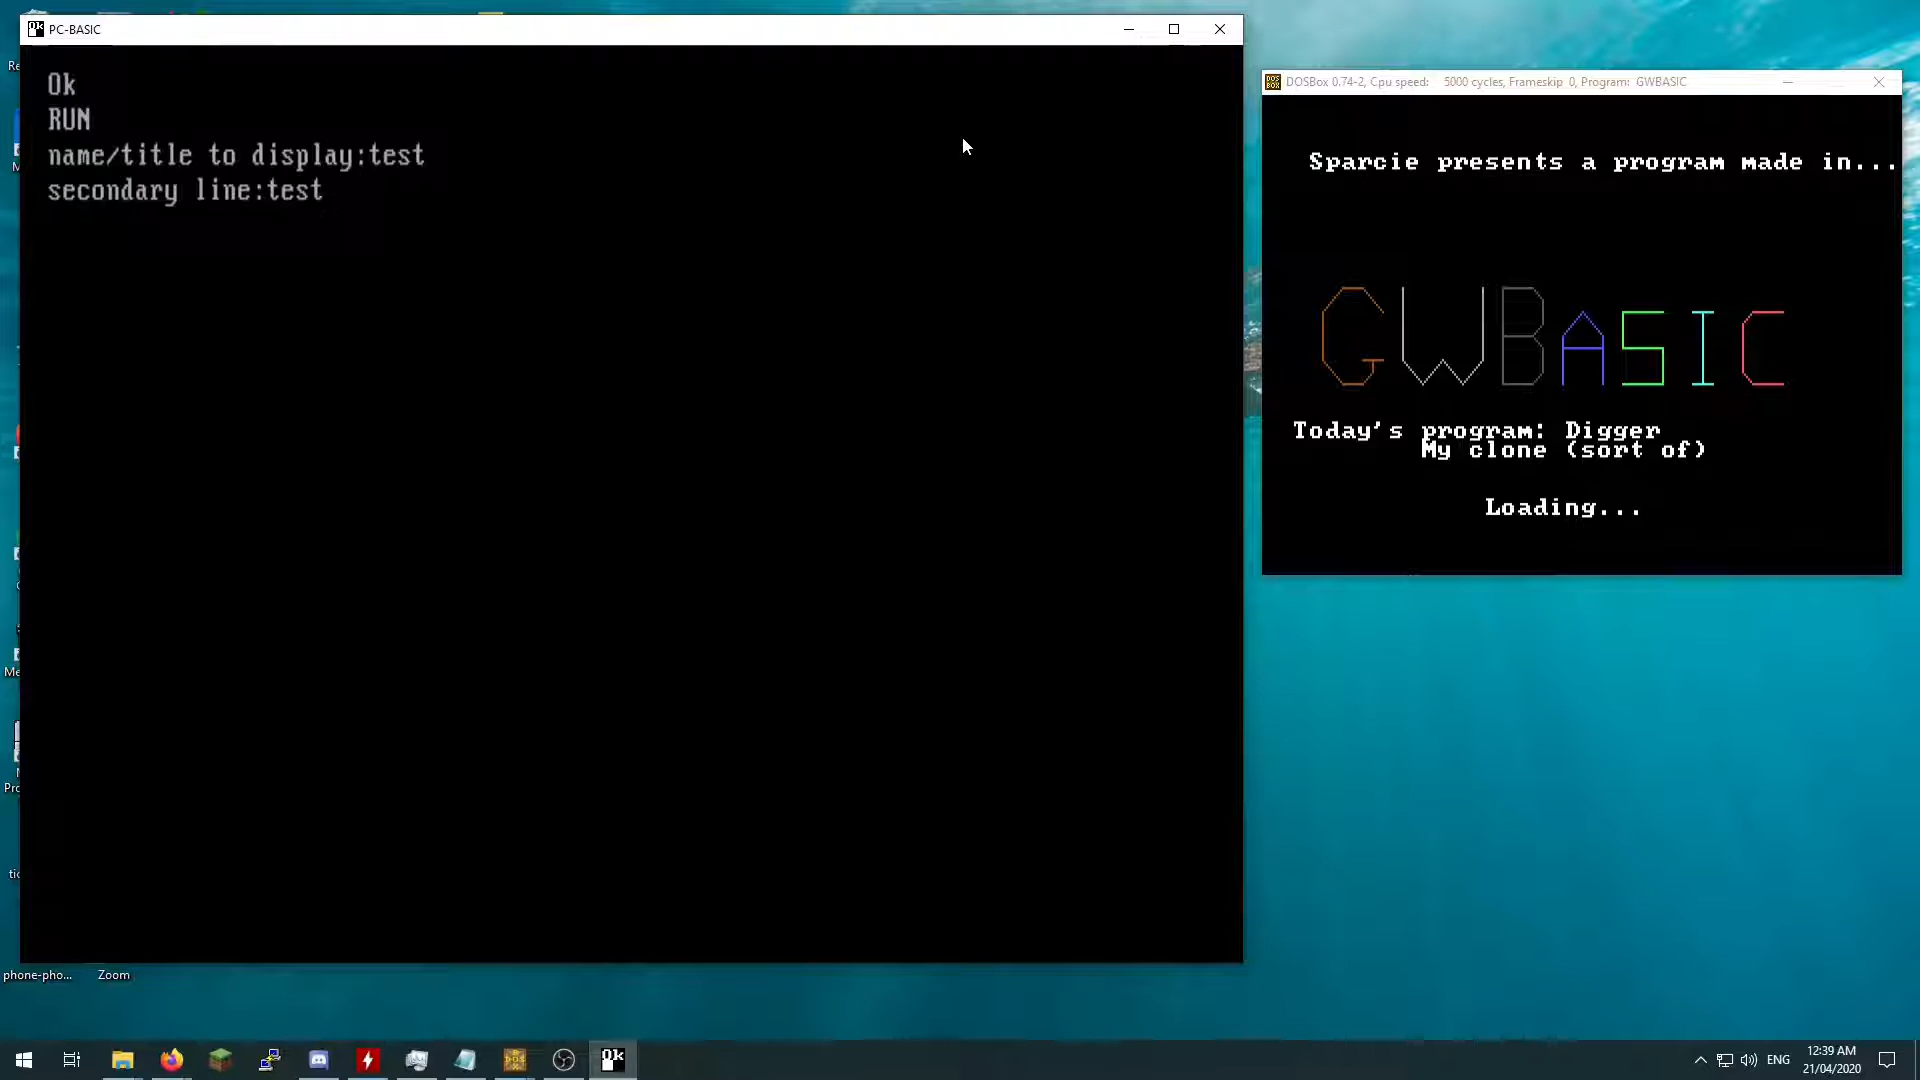 PC-BASIC
Ok
RUN
name/title to display:test
secondary line:test
DOSBox 0.74-2, Cpu speed: 5000 cycles, Frameskip 0, Program: GWBASIC
Sparcie presents a program made in...
GWBASIC
Today's program: Digger
My clone (sort of)
Loading...
phone-pho...
Zoom
ENG
12:39 AM
21/04/2020